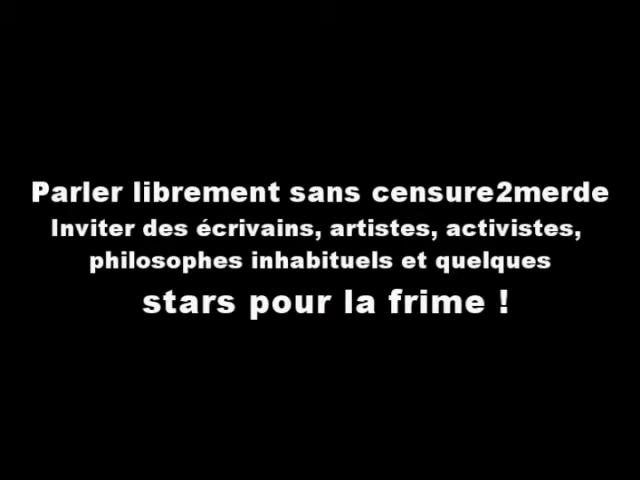 Parler librement sans censure2merde
Inviter des écrivains, artistes, activistes,
philosophes inhabituels et quelques
stars pour la frime !